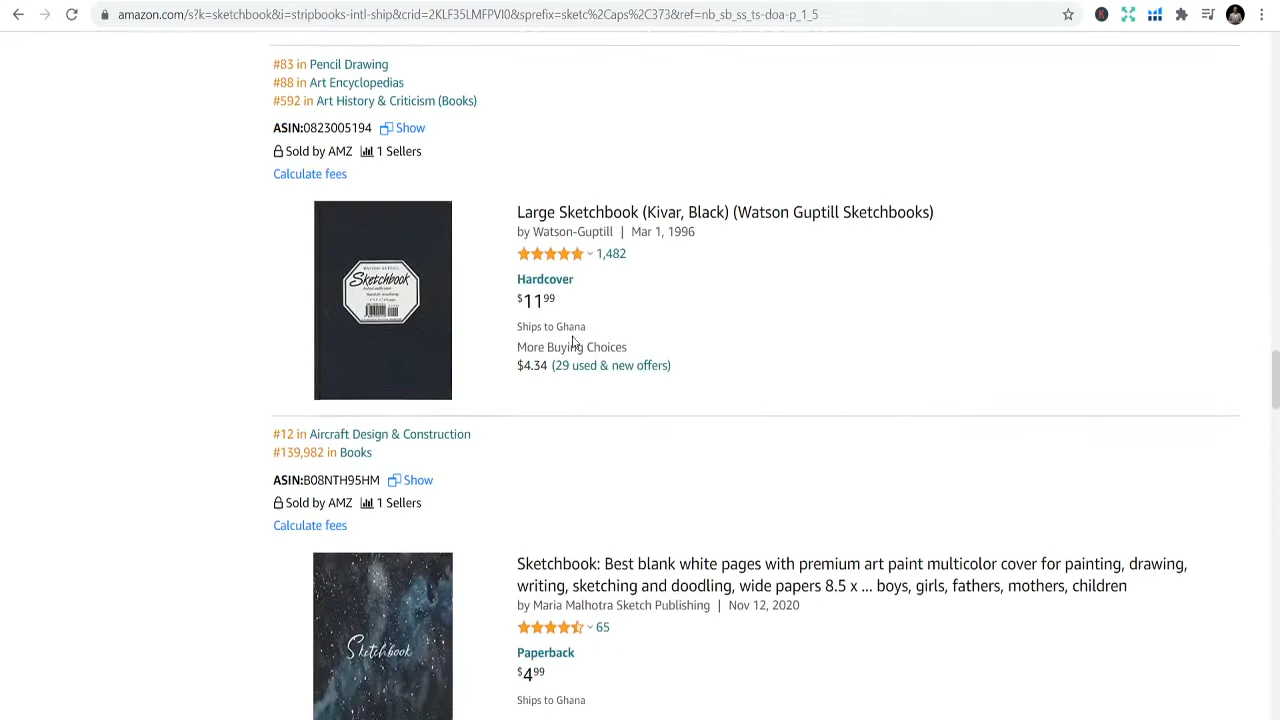 amazon.com/s?k=sketchbook&i=stripbooks-intl-ship&crid=2KLF35LMFPVI0&sprefix=sketc%2Caps%2C373&ref=nb_sb_ss_ts-doa-p_1_5
#83 in Pencil Drawing
#88 in Art Encyclopedias
#592 in Art History & Criticism (Books)
ASIN:0823005194 Show
Sold by AMZ 1 Sellers
Calculate fees
Sketchbook
Large Sketchbook (Kivar, Black) (Watson Guptill Sketchbooks)
by Watson-Guptill | Mar 1, 1996
1,482
Hardcover
$11.99
Ships to Ghana
More Buying Choices
$4.34 (29 used & new offers)
#12 in Aircraft Design & Construction
#139,982 in Books
ASIN:B08NTH95HM Show
Sold by AMZ 1 Sellers
Calculate fees
Sketchbook
Sketchbook: Best blank white pages with premium art paint multicolor cover for painting, drawing,
writing, sketching and doodling, wide papers 8.5 x ... boys, girls, fathers, mothers, children
by Maria Malhotra Sketch Publishing | Nov 12, 2020
65
Paperback
$4.99
Ships to Ghana